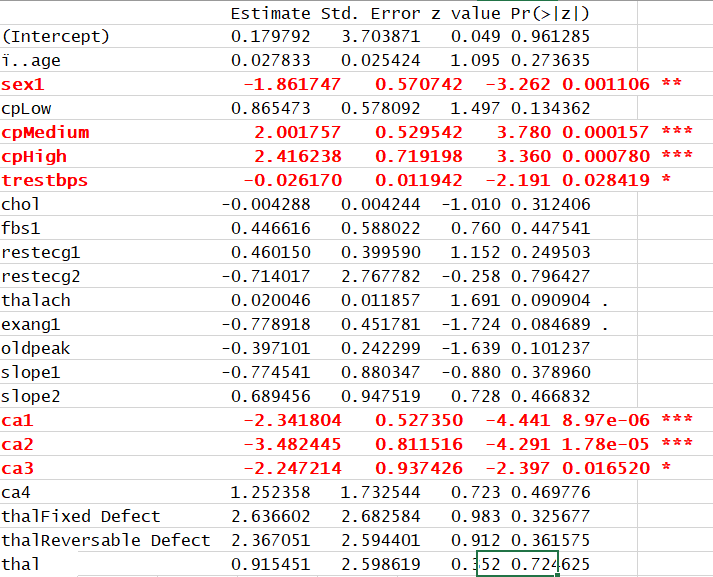 Estimate Std. Error z value Pr(>|z|)
(Intercept) 0.179792 3.703871 0.049 0.961285
ï..age 0.027833 0.025424 1.095 0.273635
sex1 -1.861747 0.570742 -3.262 0.001106 **
cpLow 0.865473 0.578092 1.497 0.134362
cpMedium 2.001757 0.529542 3.780 0.000157 ***
cpHigh 2.416238 0.719198 3.360 0.000780 ***
trestbps -0.026170 0.011942 -2.191 0.028419 *
chol -0.004288 0.004244 -1.010 0.312406
fbs1 0.446616 0.588022 0.760 0.447541
restecg1 0.460150 0.399590 1.152 0.249503
restecg2 -0.714017 2.767782 -0.258 0.796427
thalach 0.020046 0.011857 1.691 0.090904 .
exang1 -0.778918 0.451781 -1.724 0.084689 .
oldpeak -0.397101 0.242299 -1.639 0.101237
slope1 -0.774541 0.880347 -0.880 0.378960
slope2 0.689456 0.947519 0.728 0.466832
ca1 -2.341804 0.527350 -4.441 8.97e-06 ***
ca2 -3.482445 0.811516 -4.291 1.78e-05 ***
ca3 -2.247214 0.937426 -2.397 0.016520 *
ca4 1.252358 1.732544 0.723 0.469776
thalFixed Defect 2.636602 2.682584 0.983 0.325677
thalReversable Defect 2.367051 2.594401 0.912 0.361575
thal 0.915451 2.598619 0.352 0.724625